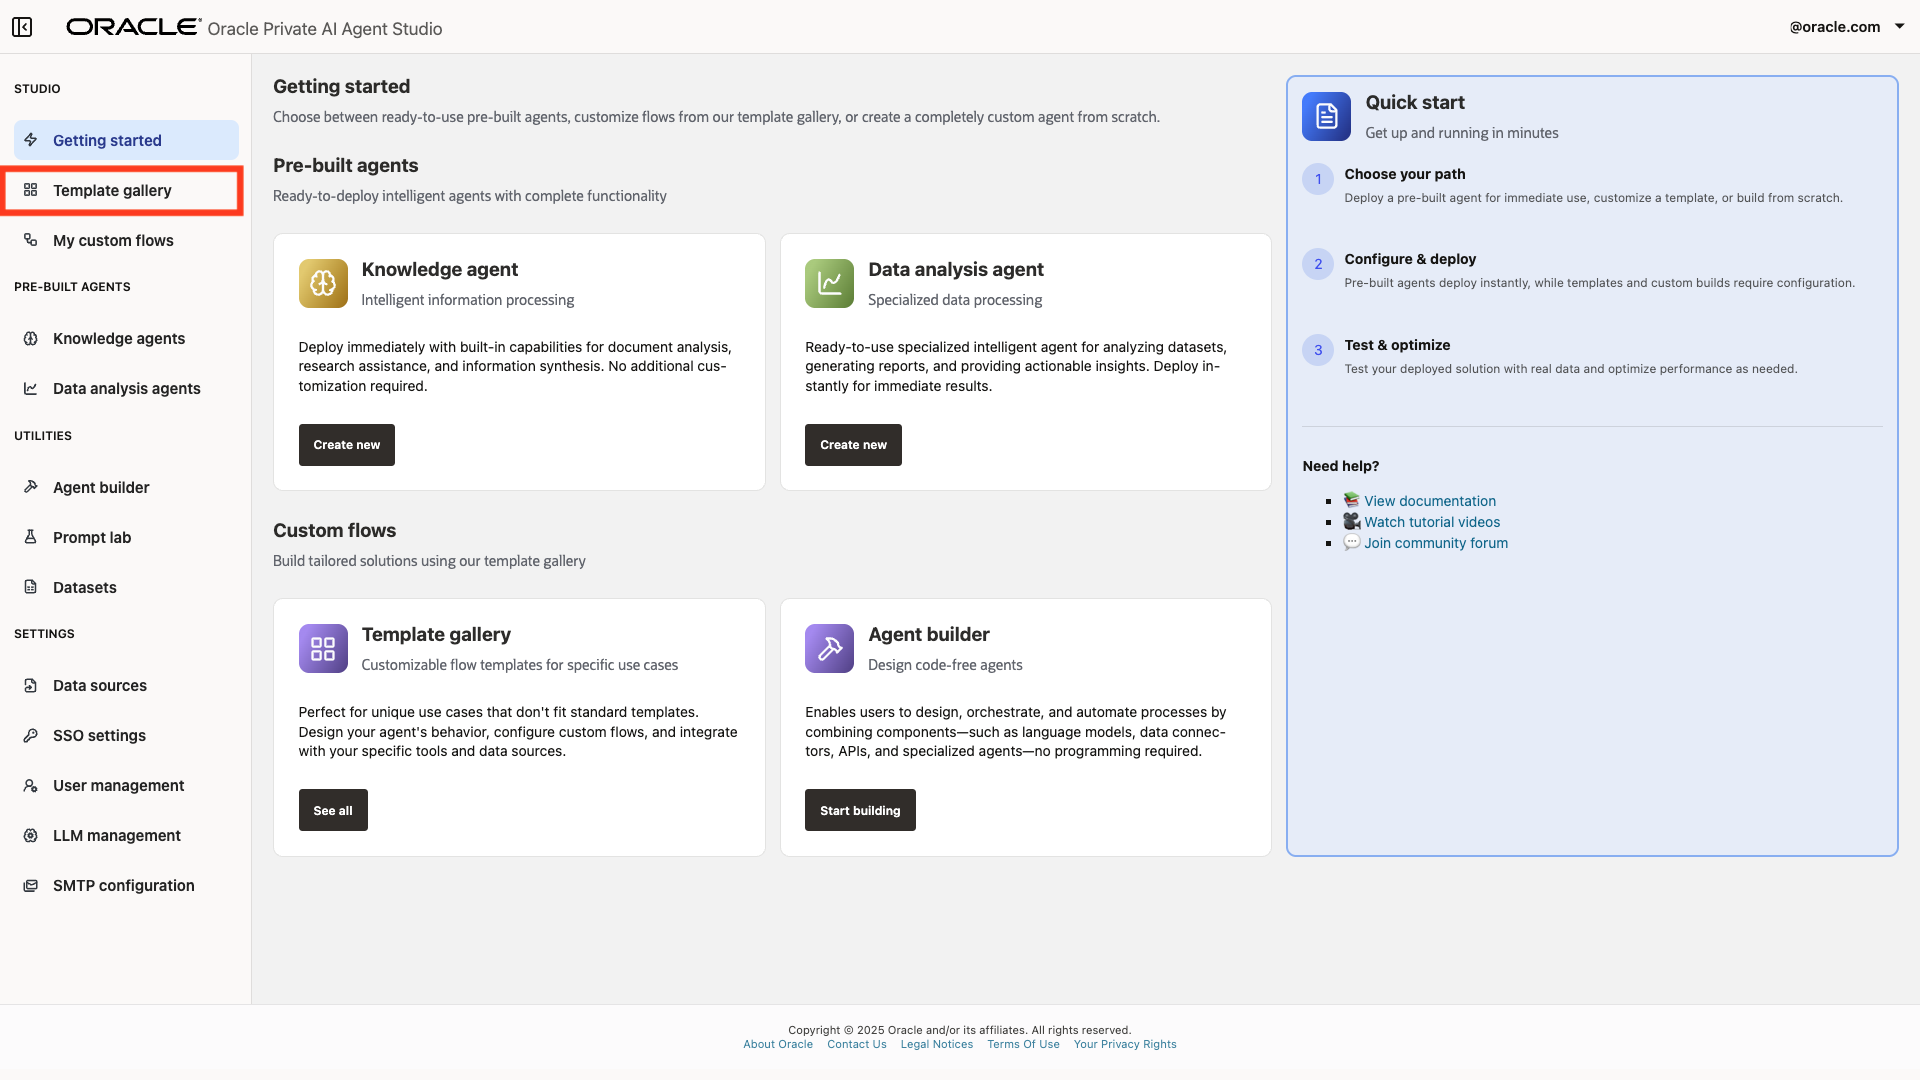 ORACLE Oracle Private AI Agent Studio
@oracle.com
STUDIO
Getting started
Template gallery
My custom flows
PRE-BUILT AGENTS
Knowledge agents
Data analysis agents
UTILITIES
Agent builder
Prompt lab
Datasets
SETTINGS
Data sources
SSO settings
User management
LLM management
SMTP configuration
Getting started
Choose between ready-to-use pre-built agents, customize flows from our template gallery, or create a completely custom agent from scratch.
Pre-built agents
Ready-to-deploy intelligent agents with complete functionality
Knowledge agent
Intelligent information processing
Deploy immediately with built-in capabilities for document analysis,
research assistance, and information synthesis. No additional cus-
tomization required.
Create new
Data analysis agent
Specialized data processing
Ready-to-use specialized intelligent agent for analyzing datasets,
generating reports, and providing actionable insights. Deploy in-
stantly for immediate results.
Create new
Custom flows
Build tailored solutions using our template gallery
Template gallery
Customizable flow templates for specific use cases
Perfect for unique use cases that don't fit standard templates.
Design your agent's behavior, configure custom flows, and integrate
with your specific tools and data sources.
See all
Agent builder
Design code-free agents
Enables users to design, orchestrate, and automate processes by
combining components—such as language models, data connec-
tors, APIs, and specialized agents—no programming required.
Start building
Quick start
Get up and running in minutes
1
Choose your path
Deploy a pre-built agent for immediate use, customize a template, or build from scratch.
2
Configure & deploy
Pre-built agents deploy instantly, while templates and custom builds require configuration.
3
Test & optimize
Test your deployed solution with real data and optimize performance as needed.
Need help?
View documentation
Watch tutorial videos
Join community forum
Copyright © 2025 Oracle and/or its affiliates. All rights reserved.
About Oracle Contact Us Legal Notices Terms Of Use Your Privacy Rights